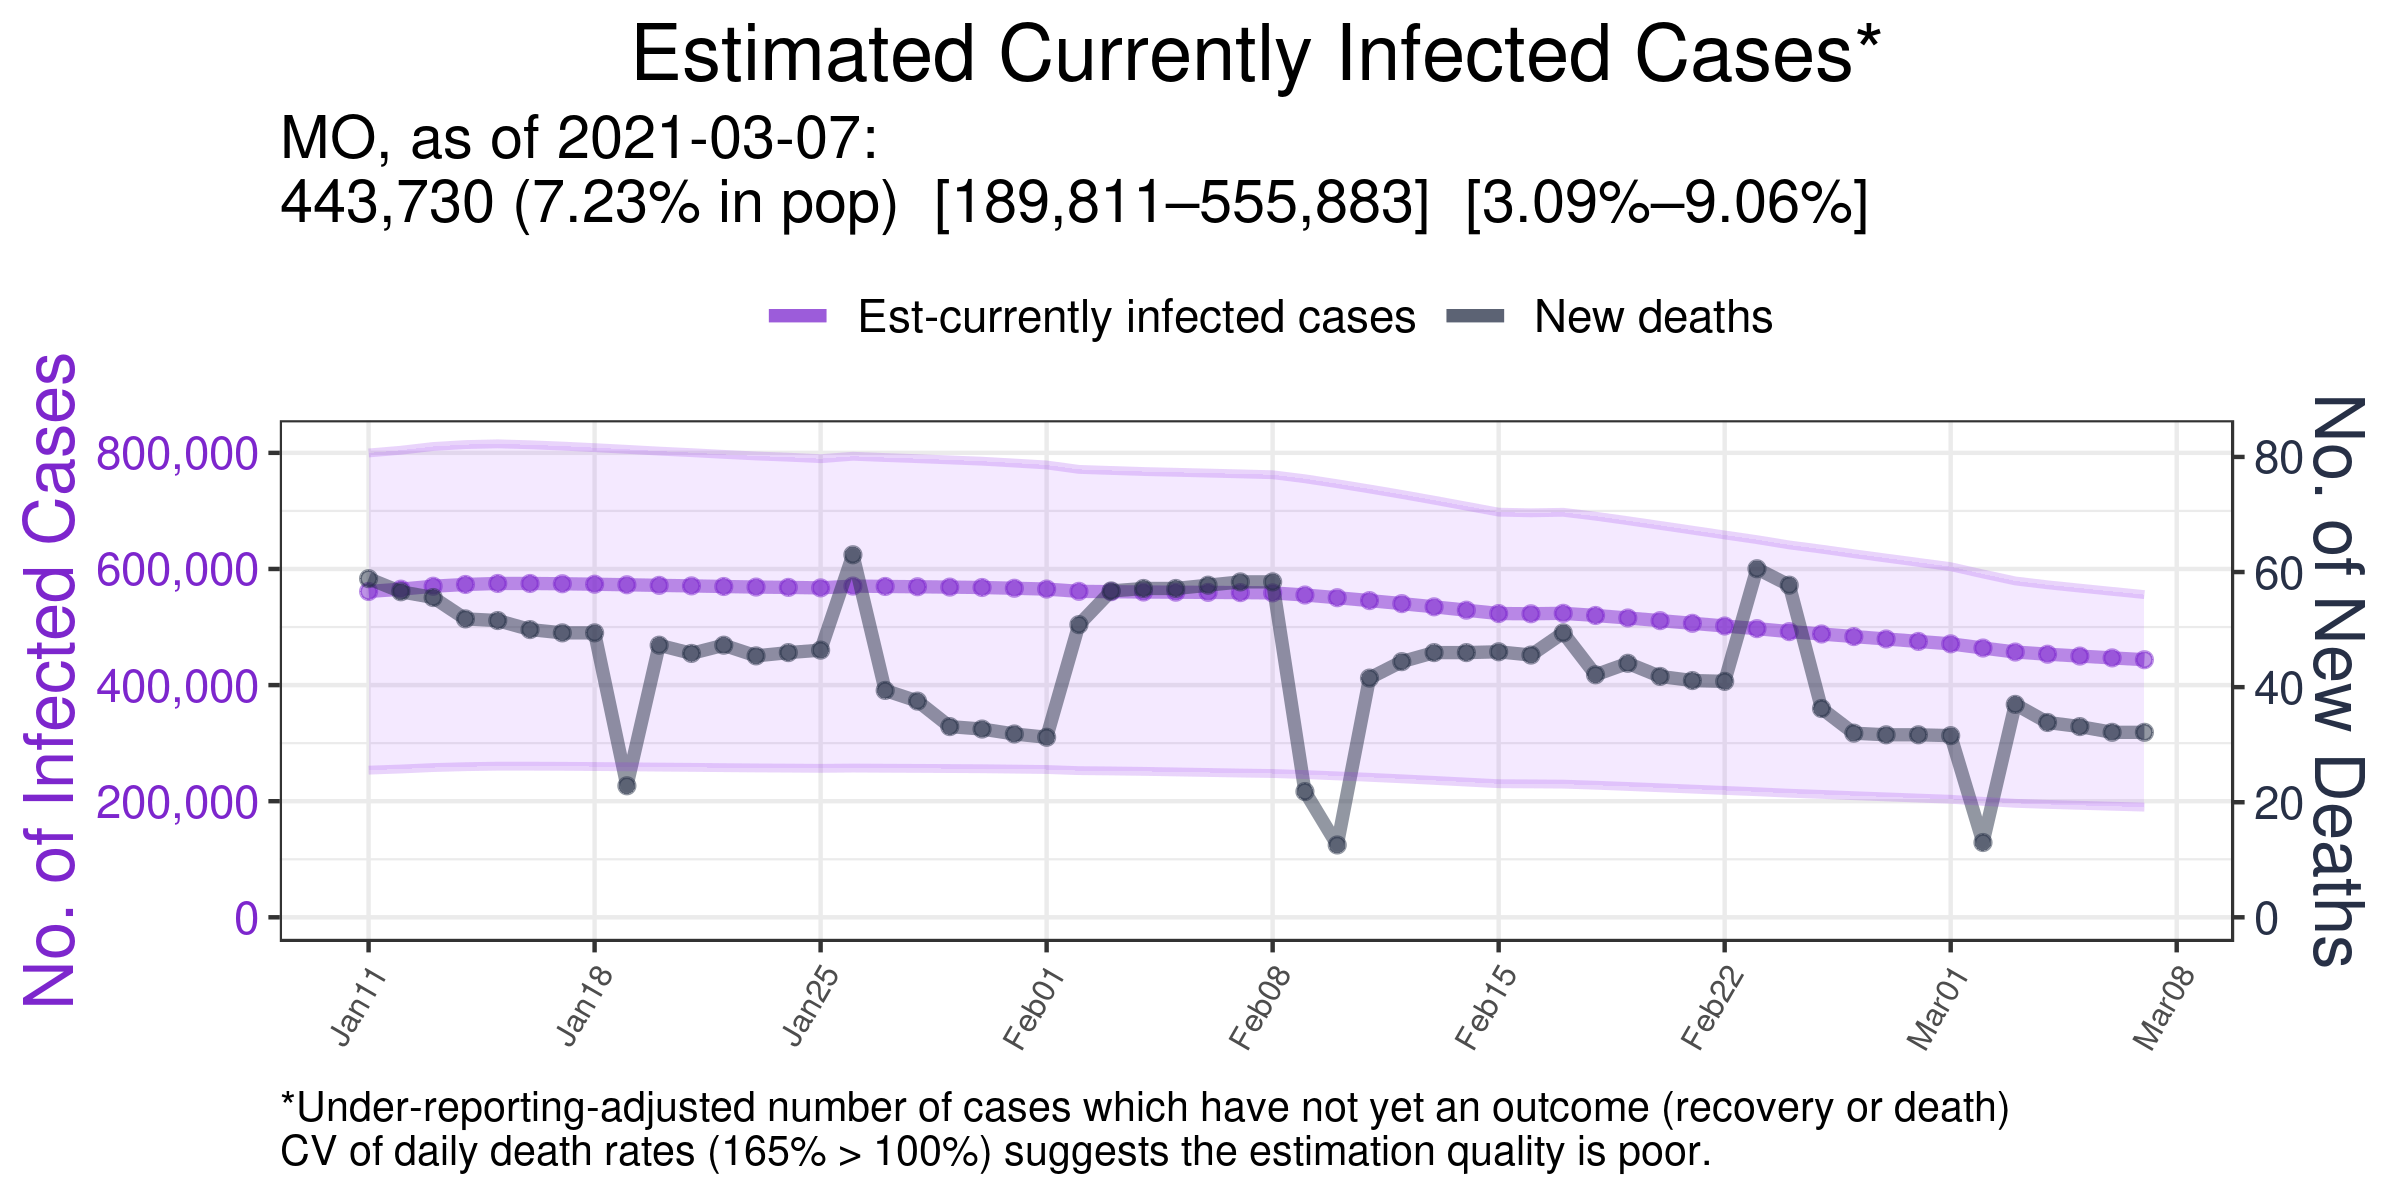 Estimated Currently Infected Cases*
MO, as of 2021-03-07:
443,730 (7.23% in pop)  [189,811–555,883]  [3.09%–9.06%]
Est-currently infected cases
New deaths
No. of Infected Cases
800,000
600,000
400,000
200,000
0
80
60
40
20
0
No. of New Deaths
Jan11
Jan18
Jan25
Feb01
Feb08
Feb15
Feb22
Mar01
Mar08
*Under-reporting-adjusted number of cases which have not yet an outcome (recovery or death)
CV of daily death rates (165% > 100%) suggests the estimation quality is poor.